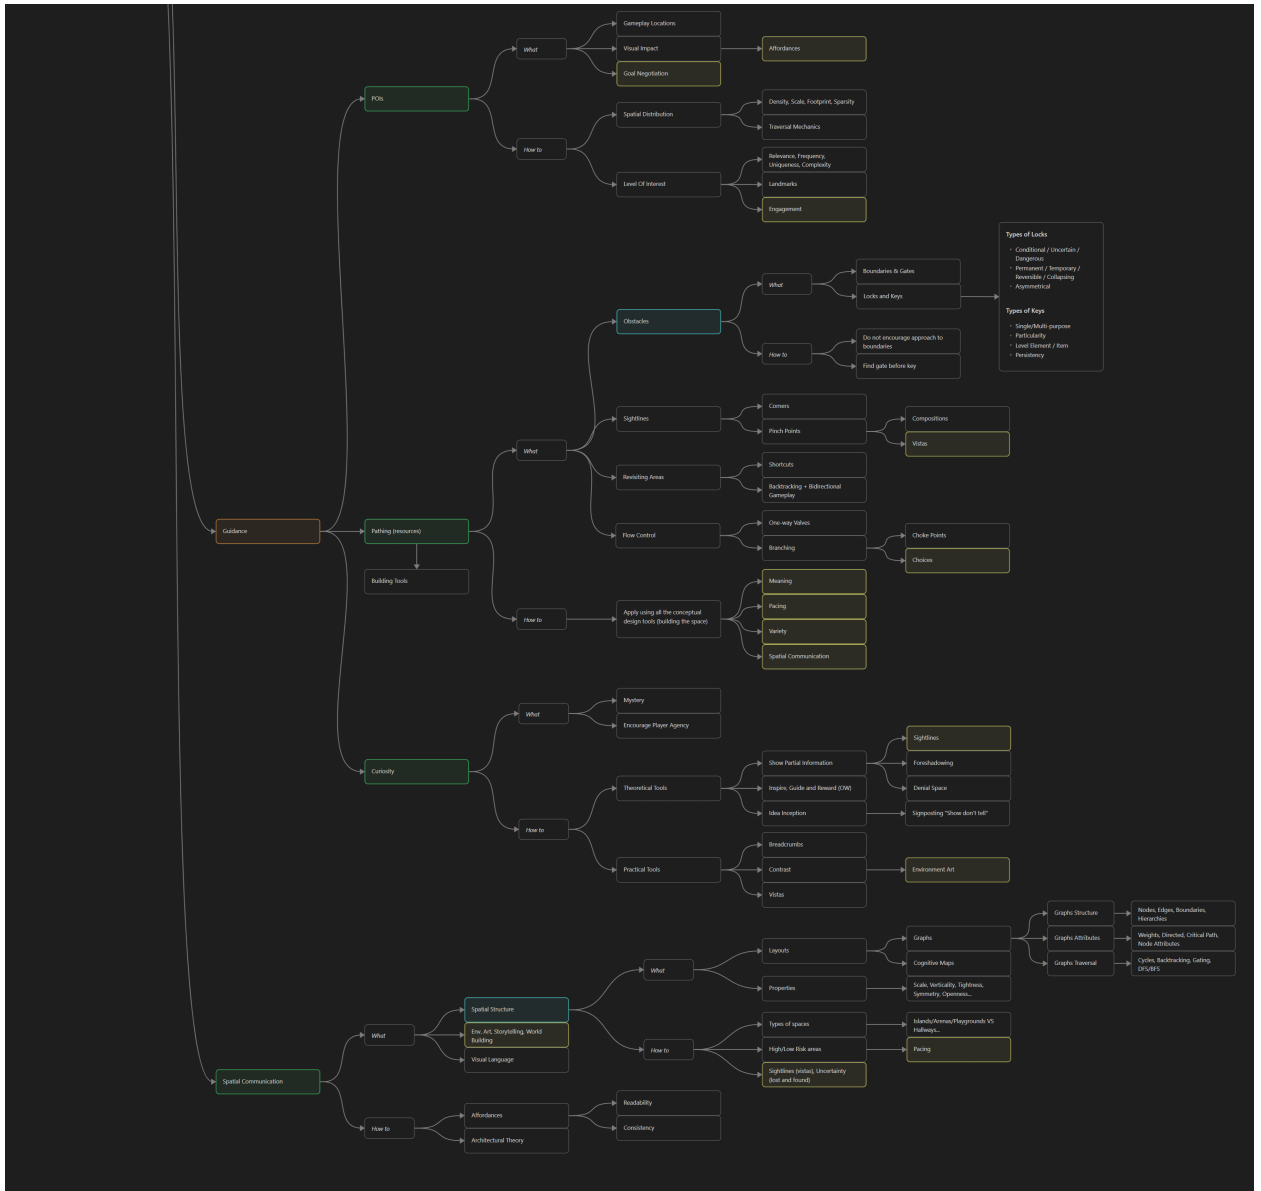 Gameplay Locations
What
Visual Impact
Affordances
Goal Negotiation
POIs
Density, Scale, Footprint, Sparsity
Spatial Distribution
Traversal Mechanics
How to
Relevance, Frequency,
Uniqueness, Complexity
Level Of Interest
Landmarks
Engagement
Types of Locks
Conditional / Uncertain /
Dangerous
Permanent / Temporary /
Reversible / Collapsing
Asymmetrical
Types of Keys
Single/Multi-purpose
Particularity
Level Element / Item
Persistency
Boundaries & Gates
What
Locks and Keys
Obstacles
Do not encourage approach to
boundaries
How to
Find gate before key
Corners
Sightlines
Pinch Points
Compositions
Vistas
What
Shortcuts
Revisiting Areas
Backtracking + Bidirectional
Gameplay
One-way Valves
Flow Control
Branching
Choke Points
Choices
Guidance
Pathing (resources)
Building Tools
Meaning
How to
Apply using all the conceptual
design tools (building the space)
Pacing
Variety
Spatial Communication
Mystery
What
Encourage Player Agency
Curiosity
Sightlines
Show Partial Information
Foreshadowing
Theoretical Tools
Inspire, Guide and Reward (OW)
Denial Space
Idea Inception
Signposting "Show don't tell"
How to
Breadcrumbs
Practical Tools
Contrast
Environment Art
Vistas
Graphs Structure
Nodes, Edges, Boundaries,
Hierarchies
Layouts
Graphs
Graphs Attributes
Weights, Directed, Critical Path,
Node Attributes
Cognitive Maps
Graphs Traversal
Cycles, Backtracking, Gating,
DFS/BFS
What
Properties
Scale, Verticality, Tightness,
Symmetry, Openness...
Spatial Structure
Types of spaces
Islands/Arenas/Playgrounds VS
Hallways...
What
Env. Art, Storytelling, World
Building
How to
High/Low Risk areas
Pacing
Visual Language
Sightlines (vistas), Uncertainty
(lost and found)
Spatial Communication
Readability
Affordances
Consistency
How to
Architectural Theory